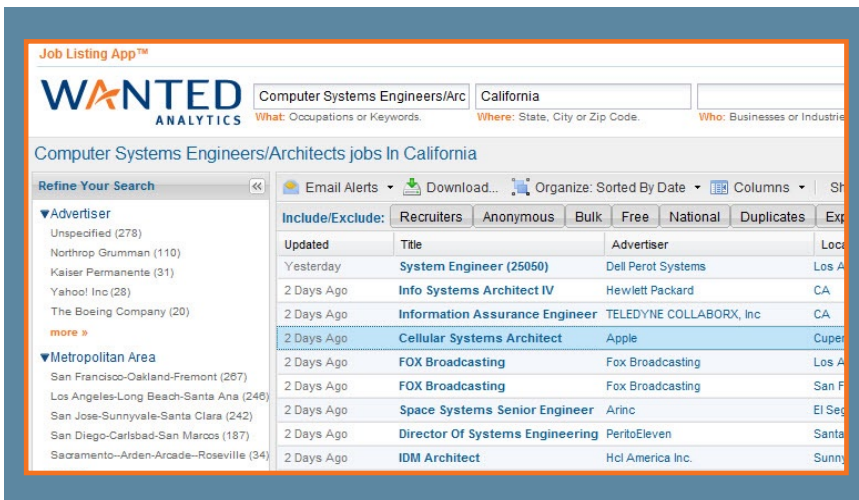 Job Listing App™
WANTED
ANALYTICS
Computer Systems Engineers/Arc California
What: Occupations or Keywords. Where: State, City or Zip Code. Who: Businesses or Industrie
Computer Systems Engineers/Architects jobs In California
Refine Your Search «
Email Alerts Download... Organize: Sorted By Date Columns Sh
Include/Exclude: Recruiters Anonymous Bulk Free National Duplicates Exp
▼Advertiser
Unspecified (278)
Northrop Grumman (110)
Kaiser Permanente (31)
Yahoo! Inc (28)
The Boeing Company (20)
more »
▼Metropolitan Area
San Francisco-Oakland-Fremont (267)
Los Angeles-Long Beach-Santa Ana (246)
San Jose-Sunnyvale-Santa Clara (242)
San Diego-Carlsbad-San Marcos (187)
Sacramento--Arden-Arcade--Roseville (34)
Updated Title Advertiser Loca
Yesterday System Engineer (25050) Dell Perot Systems Los A
2 Days Ago Info Systems Architect IV Hewlett Packard CA
2 Days Ago Information Assurance Engineer TELEDYNE COLLABORX, Inc CA
2 Days Ago Cellular Systems Architect Apple Cuper
2 Days Ago FOX Broadcasting Fox Broadcasting Los A
2 Days Ago FOX Broadcasting Fox Broadcasting San F
2 Days Ago Space Systems Senior Engineer Arinc El Seg
2 Days Ago Director Of Systems Engineering PeritoEleven Santa
2 Days Ago IDM Architect Hcl America Inc. Sunny